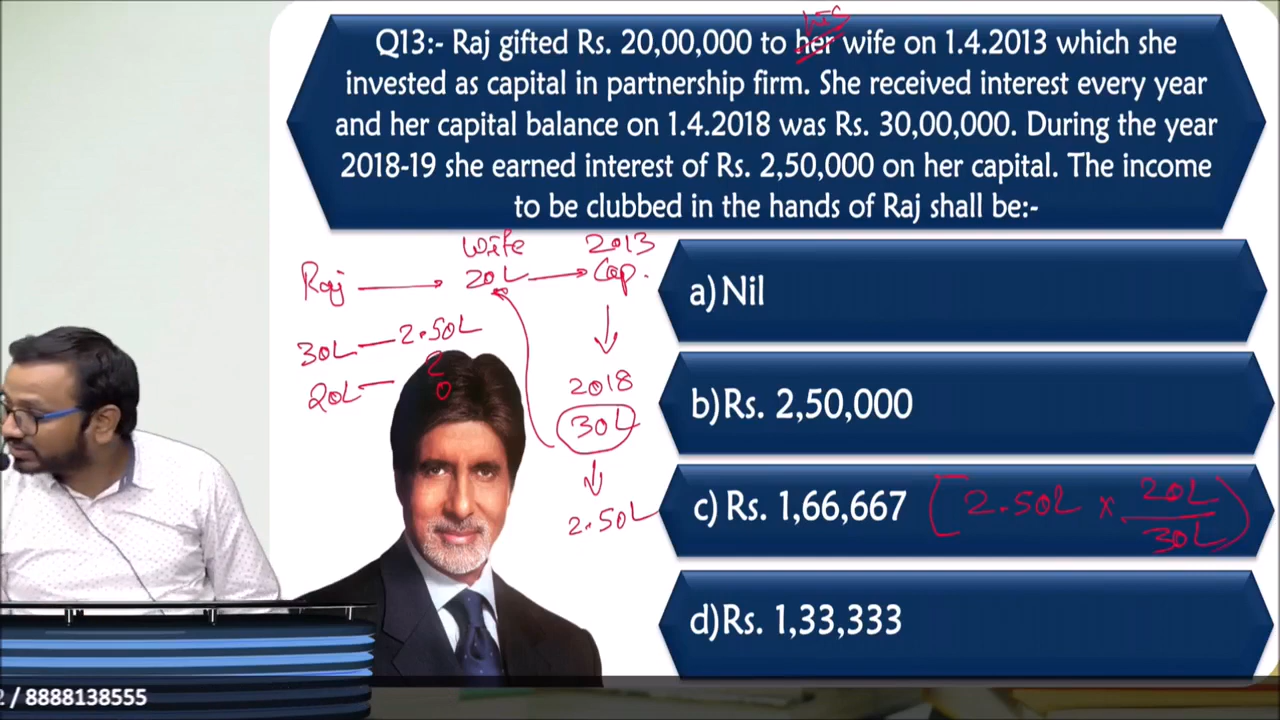 his
Q13:- Raj gifted Rs. 20,00,000 to her wife on 1.4.2013 which she
invested as capital in partnership firm. She received interest every year
and her capital balance on 1.4.2018 was Rs. 30,00,000. During the year
2018-19 she earned interest of Rs. 2,50,000 on her capital. The income
to be clubbed in the hands of Raj shall be:-
Wife 2013
Raj 20L Cap.
30L 2.50L
20L ?
2018
30L
2.50L
a) Nil
b) Rs. 2,50,000
c) Rs. 1,66,667 [2.50L x 20L
30L)
d) Rs. 1,33,333
2 / 8888138555